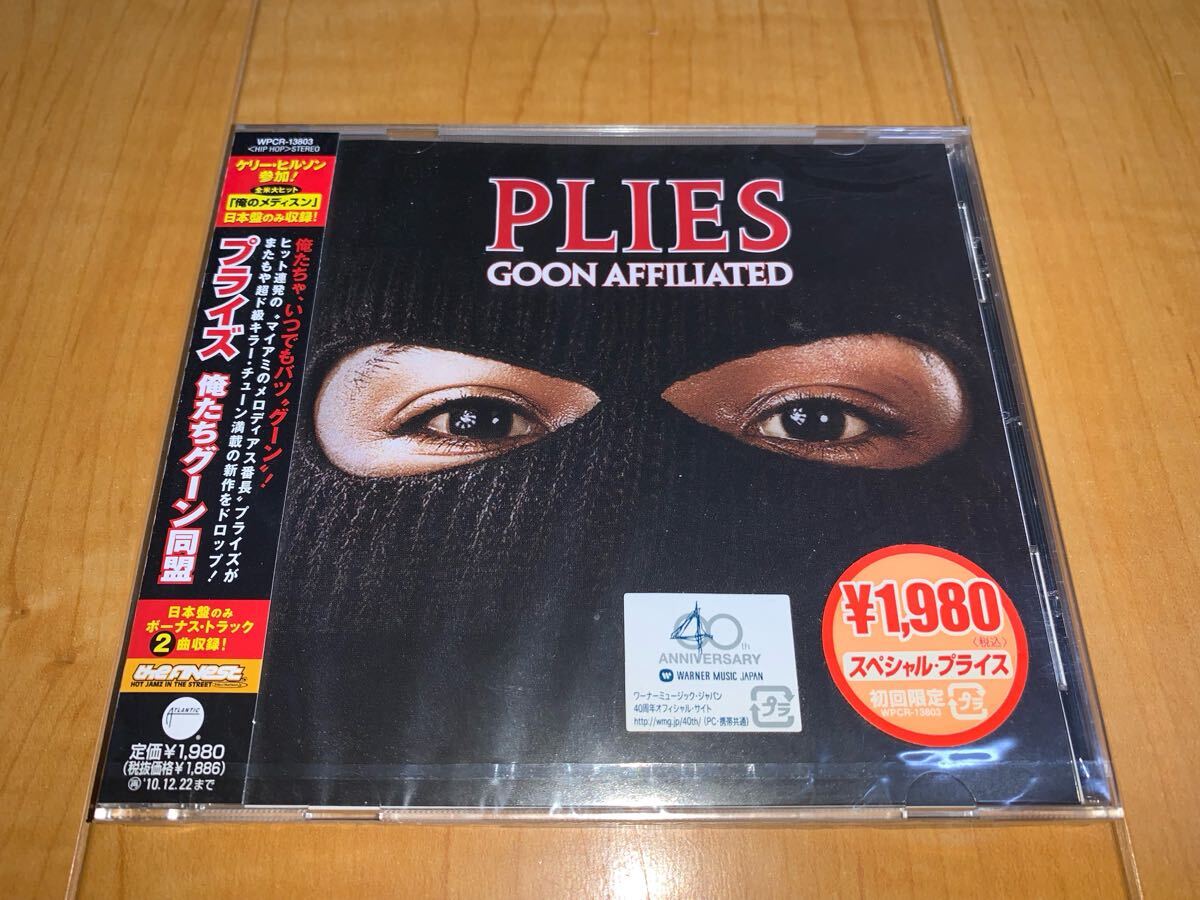 WPCR-13803
<HIP HOP>STEREO
ケリー・ヒルソン
参加!
全米大ヒット
「俺のメディスン」
日本盤のみ収録!
俺たちゃ、いつでもバツ“グーン”!
ヒット連発の“マイアミのメロディアス番長”プライズが
またもや超ド級キラー・チューン満載の新作をドロップ!
プライズ 俺たちグーン同盟
日本盤のみ
ボーナス・トラック
2曲収録!
the FINEST
HOT JAMZ IN THE STREET
ATLANTIC
定価¥1,980
(税抜価格¥1,886)
再'10.12.22まで
PLIES
GOON AFFILIATED
40th
ANNIVERSARY
WARNER MUSIC JAPAN
ワーナーミュージック・ジャパン
40周年オフィシャル・サイト
http://wmg.jp/40th/(PC・携帯共通)
プラ
¥1,980
〈税込〉
スペシャル・プライス
初回限定
WPCR-13803
プラ